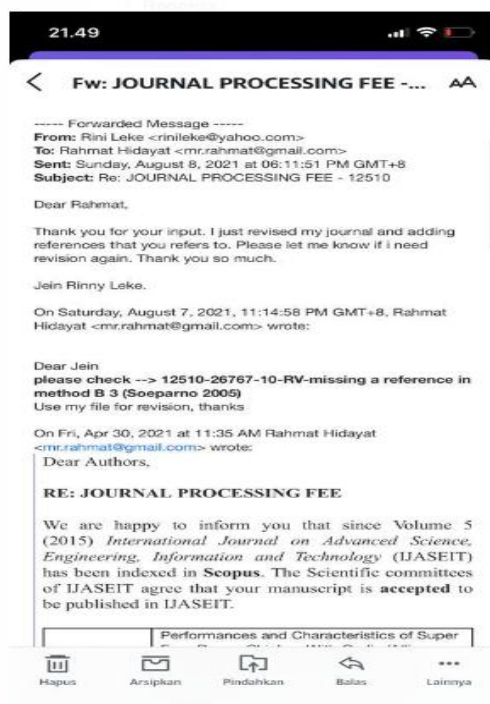 21.49
Fw: JOURNAL PROCESSING FEE -...
AA
----- Forwarded Message -----
From: Rini Leke <rinileke@yahoo.com>
To: Rahmat Hidayat <mr.rahmat@gmail.com>
Sent: Sunday, August 8, 2021 at 06:11:51 PM GMT+8
Subject: Re: JOURNAL PROCESSING FEE - 12510
Dear Rahmat,
Thank you for your input. I just revised my journal and adding
references that you refers to. Please let me know if i need
revision again. Thank you so much.
Jein Rinny Leke.
On Saturday, August 7, 2021, 11:14:58 PM GMT+8, Rahmat
Hidayat <mr.rahmat@gmail.com> wrote:
Dear Jein
please check --> 12510-26767-10-RV-missing a reference in
method B 3 (Soeparno 2005)
Use my file for revision, thanks
On Fri, Apr 30, 2021 at 11:35 AM Rahmat Hidayat
<mr.rahmat@gmail.com> wrote:
Dear Authors,
RE: JOURNAL PROCESSING FEE
We are happy to inform you that since Volume 5
(2015) International Journal on Advanced Science,
Engineering, Information and Technology (IJASEIT)
has been indexed in Scopus. The Scientific committees
of IJASEIT agree that your manuscript is accepted to
be published in IJASEIT.
Performances and Characteristics of Super
Hapus
Arsipkan
Pindahkan
Balas
Lainnya